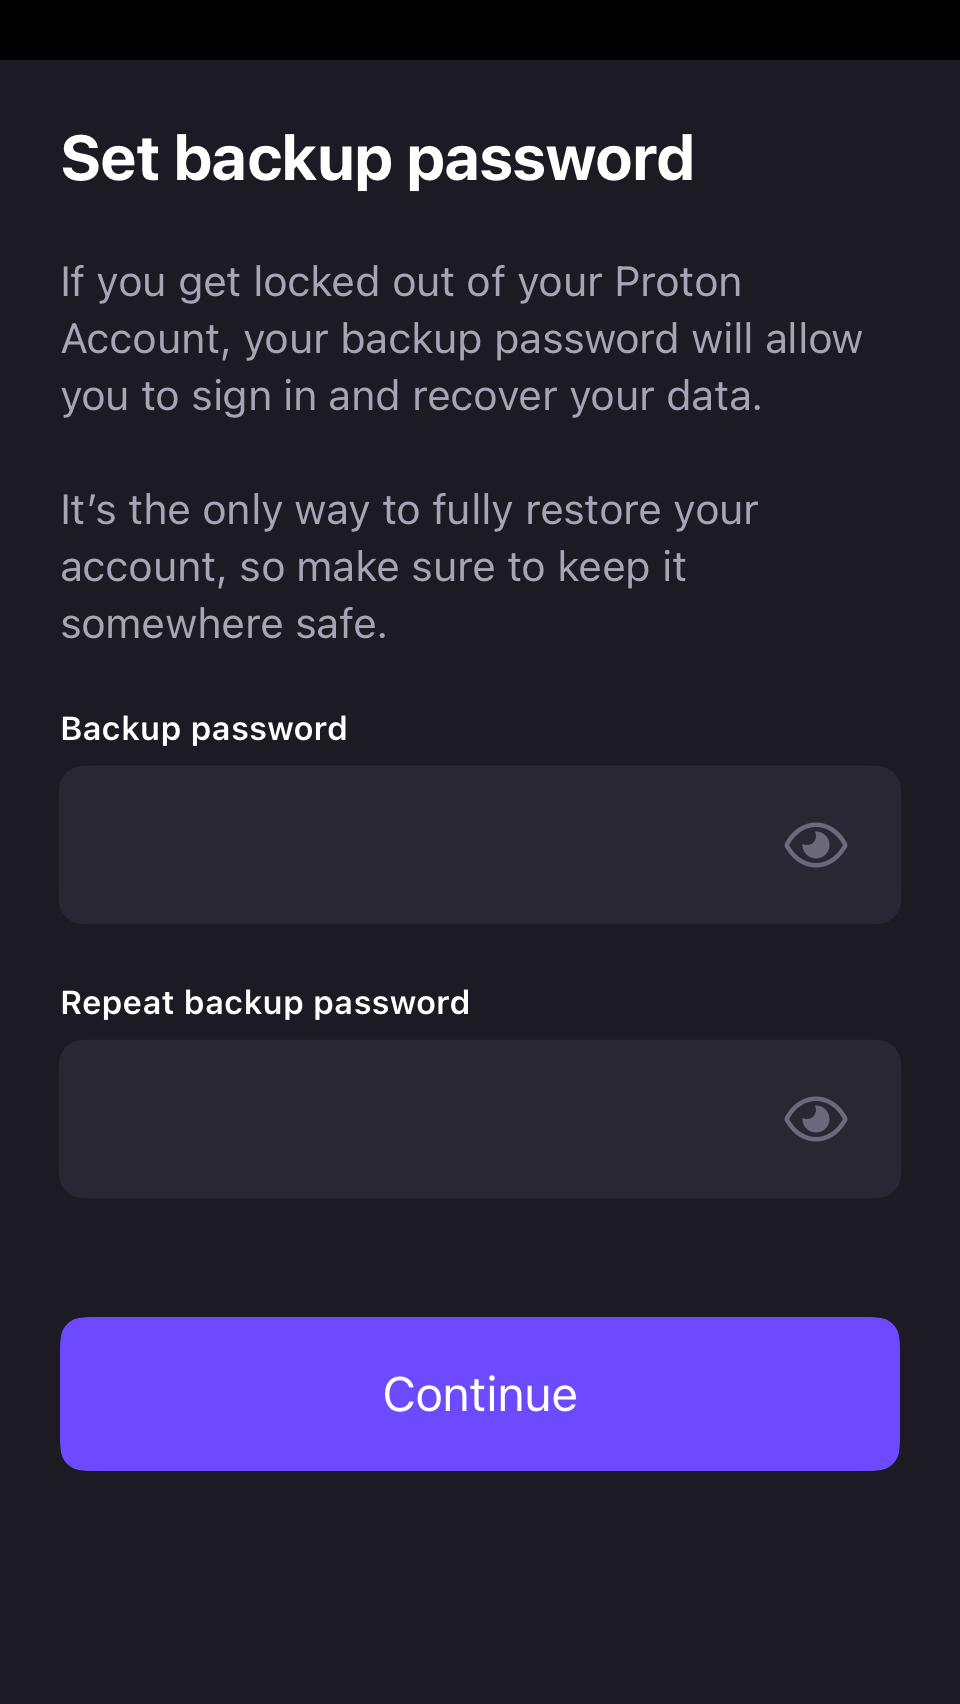 Set backup password
If you get locked out of your Proton
Account, your backup password will allow
you to sign in and recover your data.
It’s the only way to fully restore your
account, so make sure to keep it
somewhere safe.
Backup password
Repeat backup password
Continue